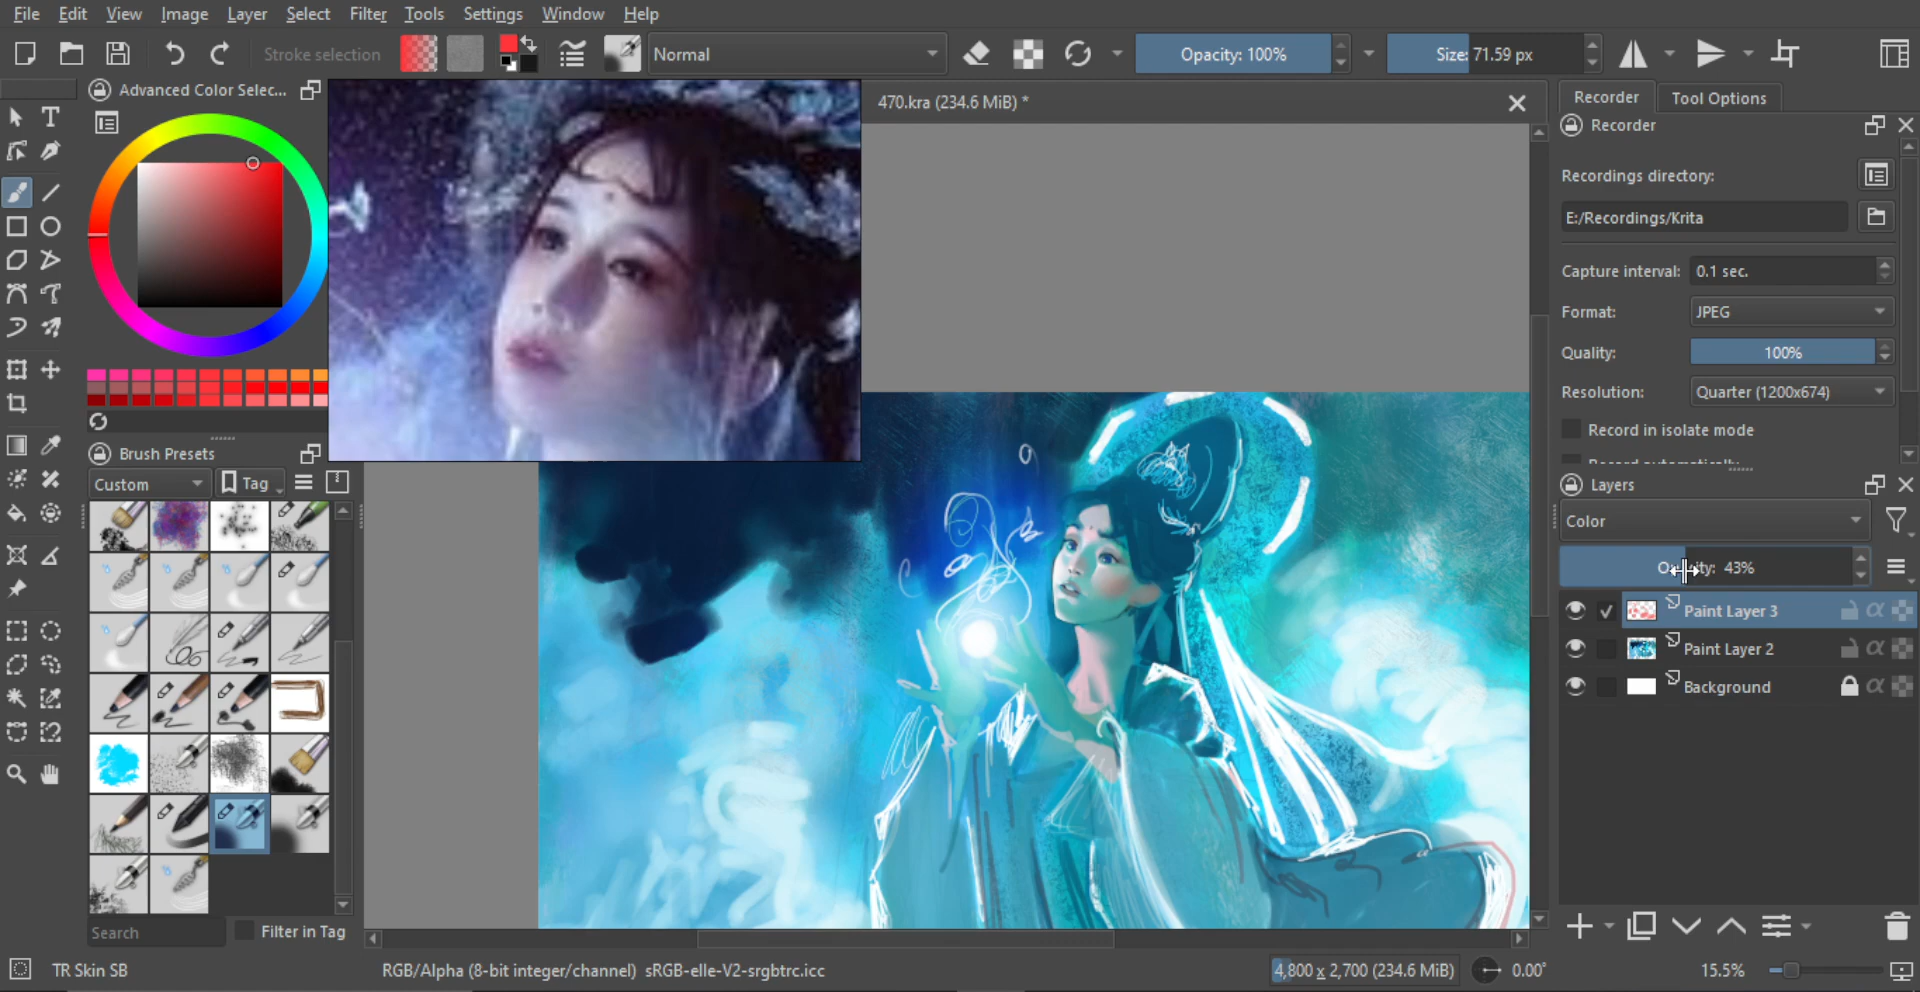 File Edit View Image Layer Select Filter Tools Settings Window Help
Stroke selection
Normal
Opacity: 100%
Size: 71.59 px
Advanced Color Selec...
470.kra (234.6 MiB) *
Recorder
Tool Options
Recorder
Recordings directory:
E:/Recordings/Krita
Capture interval: 0.1 sec.
Format: JPEG
Quality: 100%
Resolution: Quarter (1200x674)
Record in isolate mode
Brush Presets
Custom
Tag
Layers
Color
43%
Paint Layer 3
Paint Layer 2
Background
Search
Filter in Tag
TR Skin SB
RGB/Alpha (8-bit integer/channel) sRGB-elle-V2-srgbtrc.icc
4,800 x 2,700 (234.6 MiB)
0.00°
15.5%